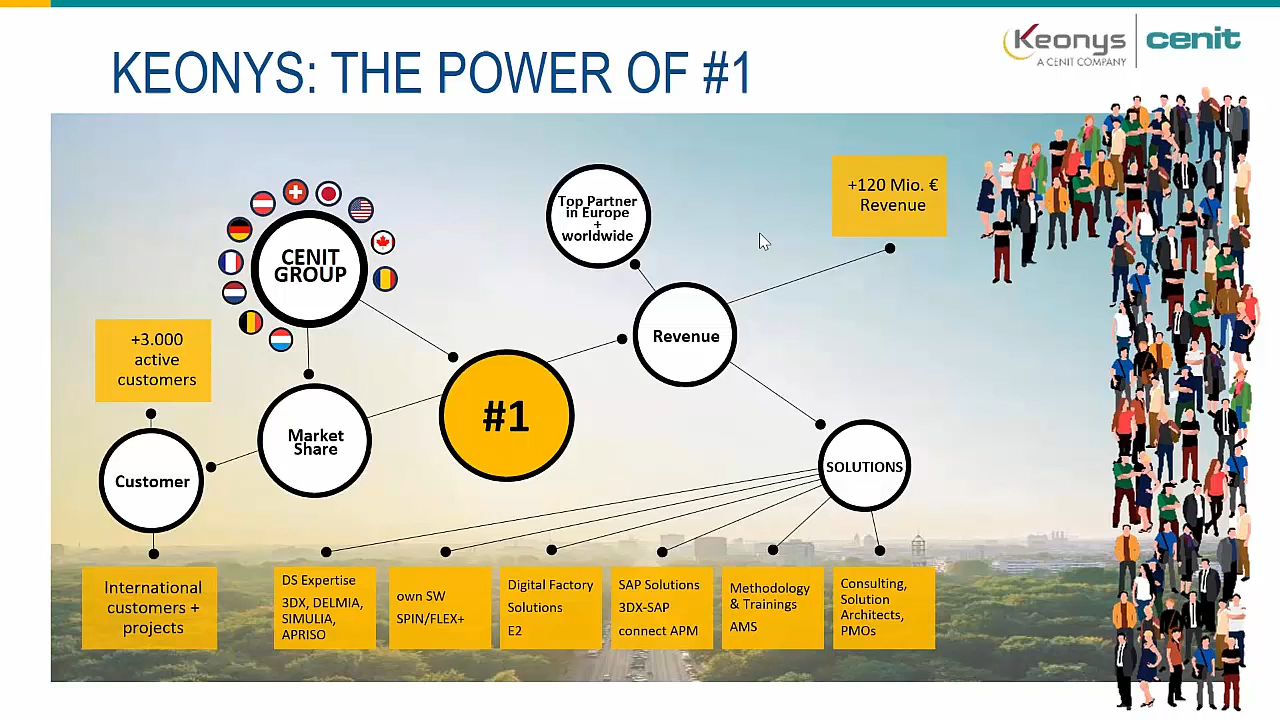 KEONYS: THE POWER OF #1
Keonys
A CENIT COMPANY
cenit
CENIT
GROUP
Top Partner
in Europe
+
worldwide
+120 Mio. €
Revenue
Revenue
+3.000
active
customers
#1
Market
Share
Customer
SOLUTIONS
International
customers +
projects
DS Expertise
3DX, DELMIA,
SIMULIA,
APRISO
own SW
SPIN/FLEX+
Digital Factory
Solutions
E2
SAP Solutions
3DX-SAP
connect APM
Methodology
& Trainings
AMS
Consulting,
Solution
Architects,
PMOs